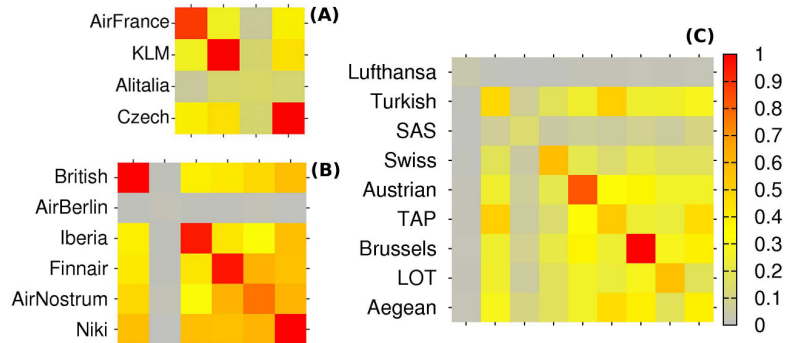 (A)
AirFrance
KLM
Alitalia
Czech
(B)
British
AirBerlin
Iberia
Finnair
AirNostrum
Niki
(C)
Lufthansa
Turkish
SAS
Swiss
Austrian
TAP
Brussels
LOT
Aegean
1
0.9
0.8
0.7
0.6
0.5
0.4
0.3
0.2
0.1
0